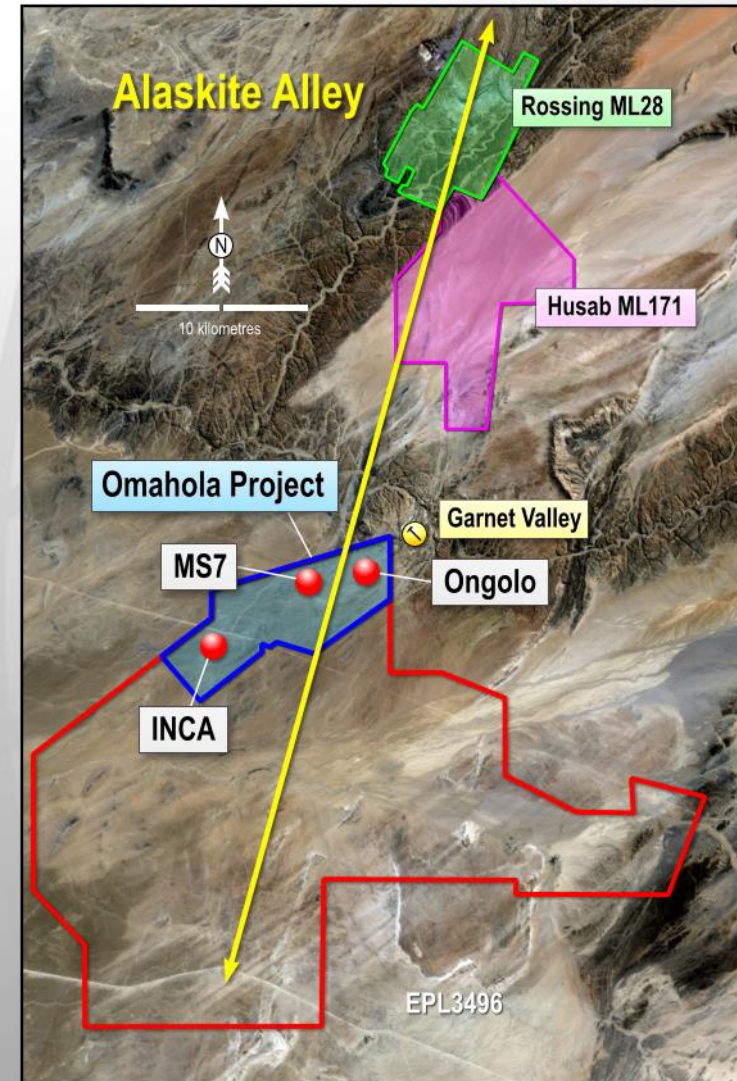 Alaskite Alley
Rossing ML28
N
10 kilometres
Husab ML171
Omahola Project
Garnet Valley
MS7
Ongolo
INCA
EPL3496